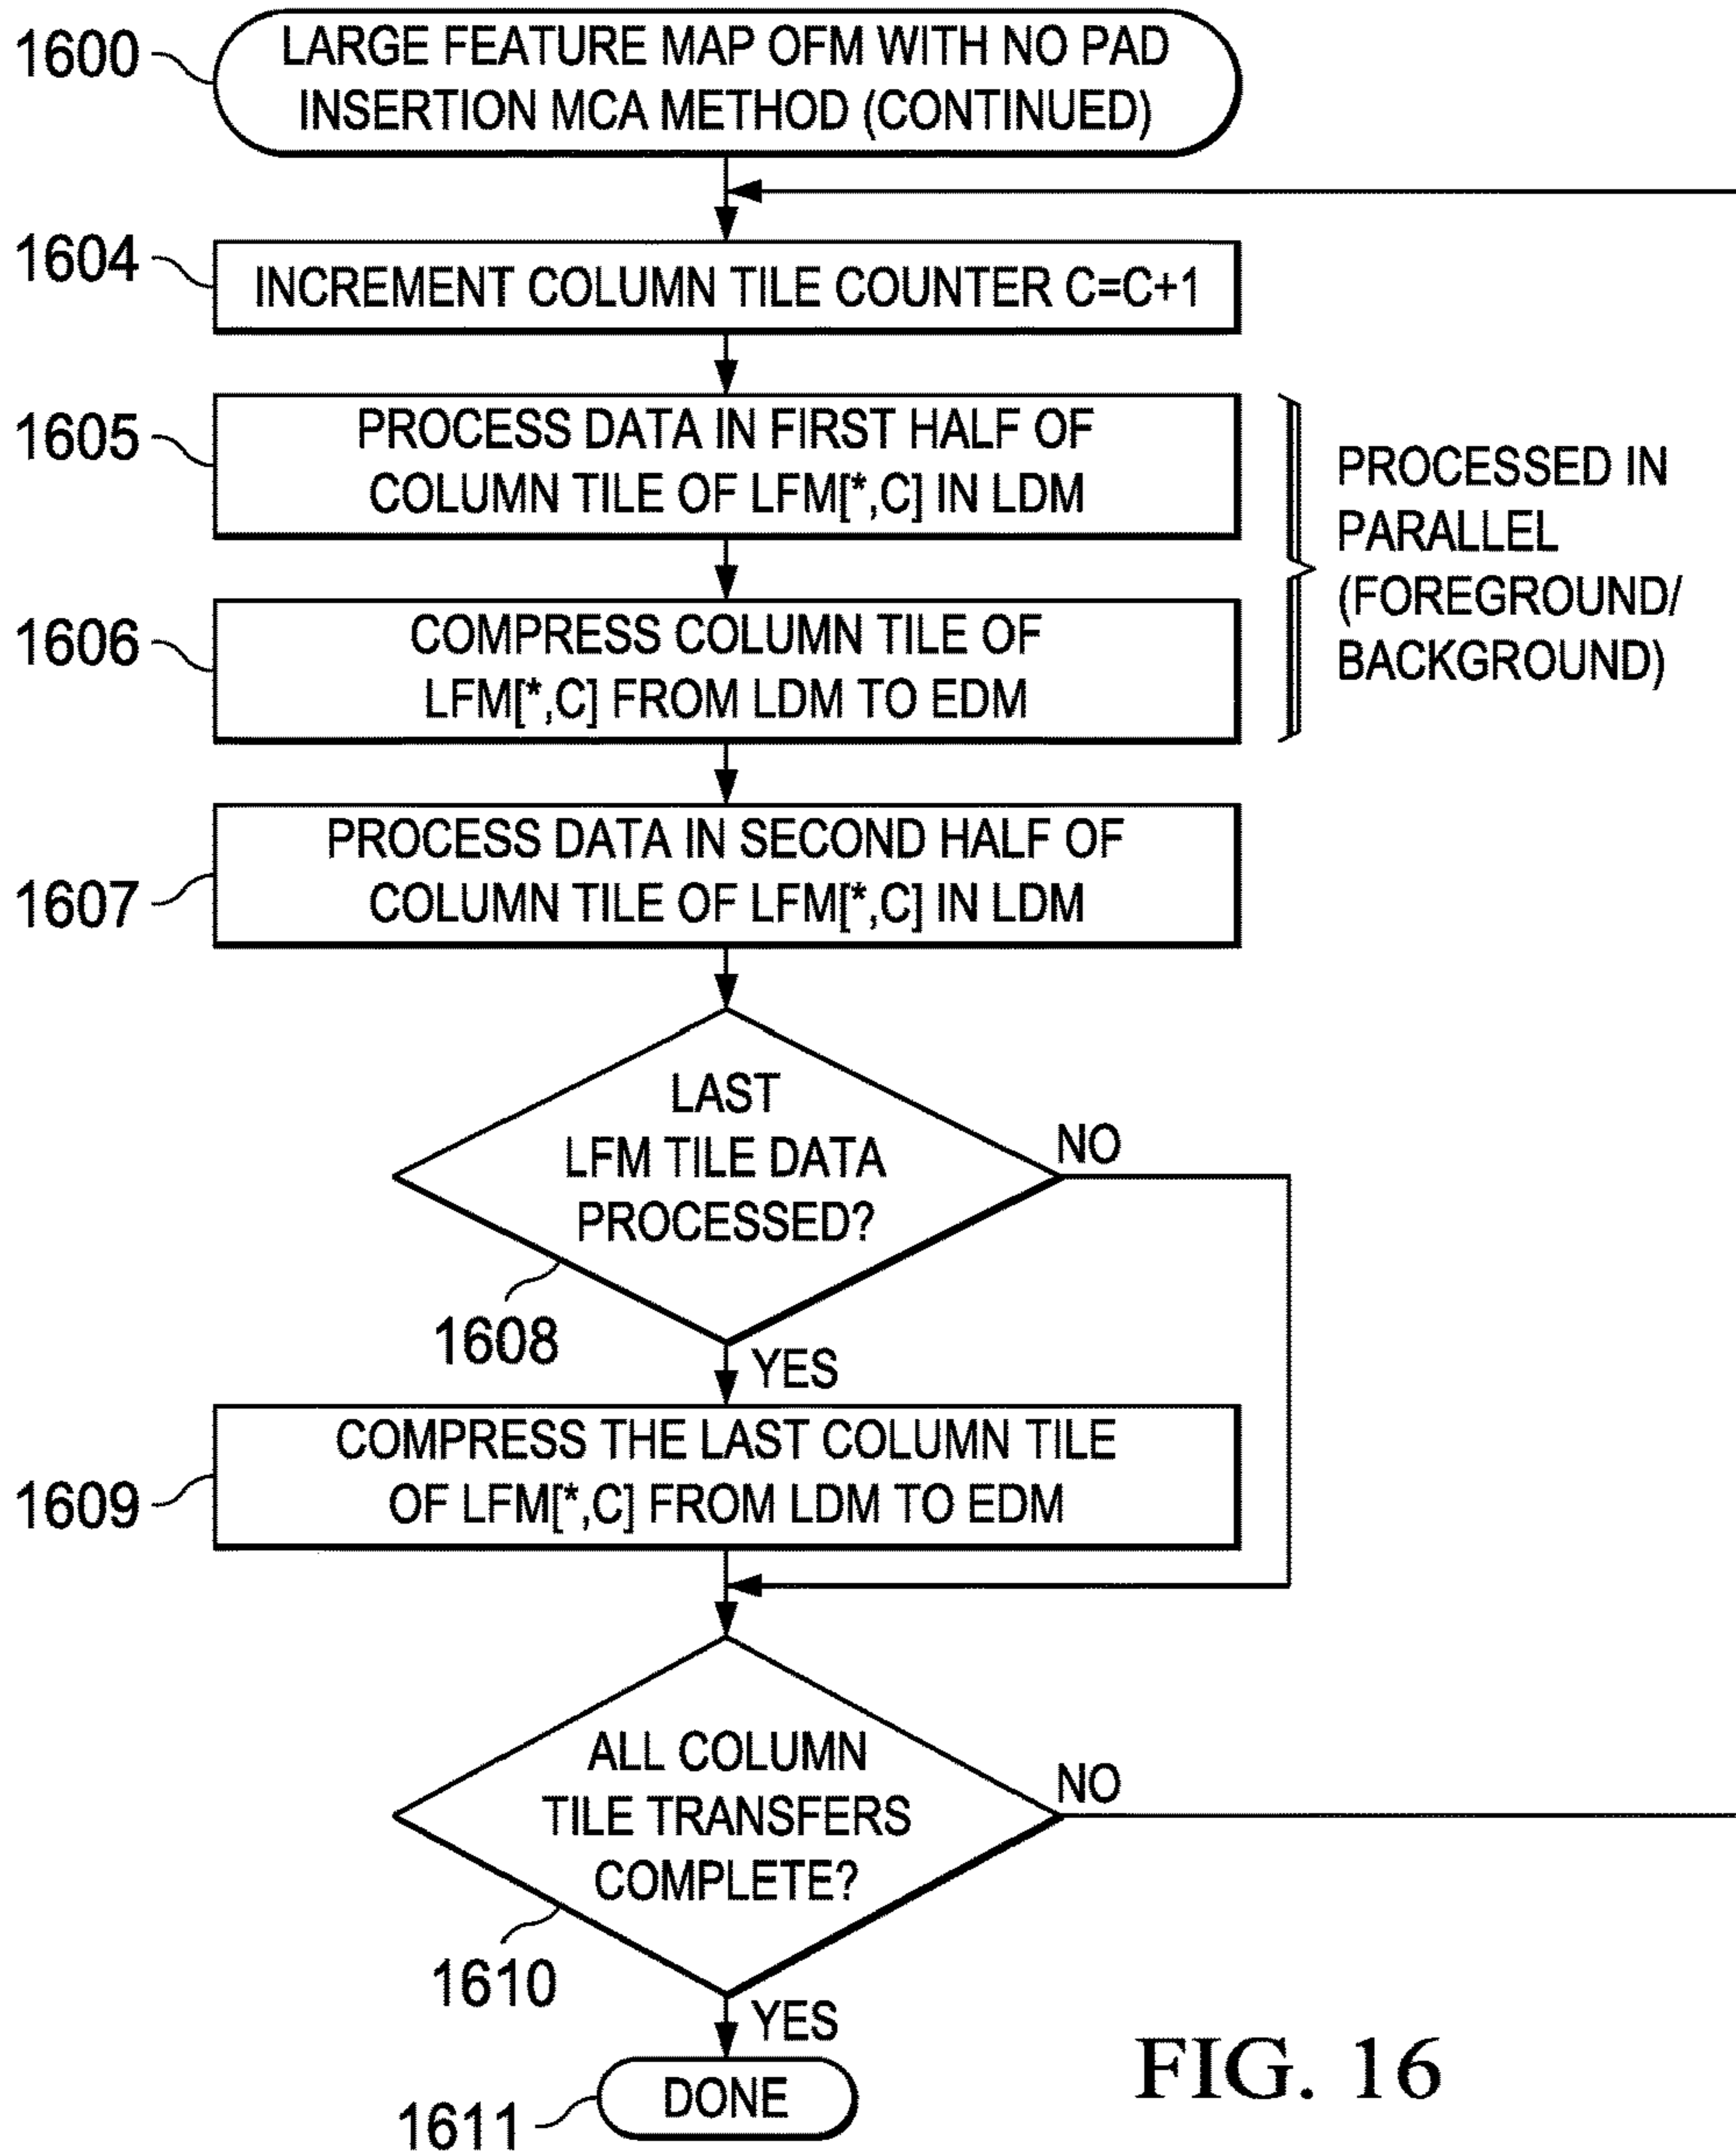 1600
LARGE FEATURE MAP OFM WITH NO PAD
INSERTION MCA METHOD (CONTINUED)
1604
INCREMENT COLUMN TILE COUNTER C=C+1
1605
PROCESS DATA IN FIRST HALF OF
COLUMN TILE OF LFM[*,C] IN LDM
PROCESSED IN
PARALLEL
(FOREGROUND/
BACKGROUND)
1606
COMPRESS COLUMN TILE OF
LFM[*,C] FROM LDM TO EDM
1607
PROCESS DATA IN SECOND HALF OF
COLUMN TILE OF LFM[*,C] IN LDM
LAST
LFM TILE DATA
PROCESSED?
NO
1608
YES
1609
COMPRESS THE LAST COLUMN TILE
OF LFM[*,C] FROM LDM TO EDM
ALL COLUMN
TILE TRANSFERS
COMPLETE?
NO
1610
YES
1611
DONE
FIG. 16